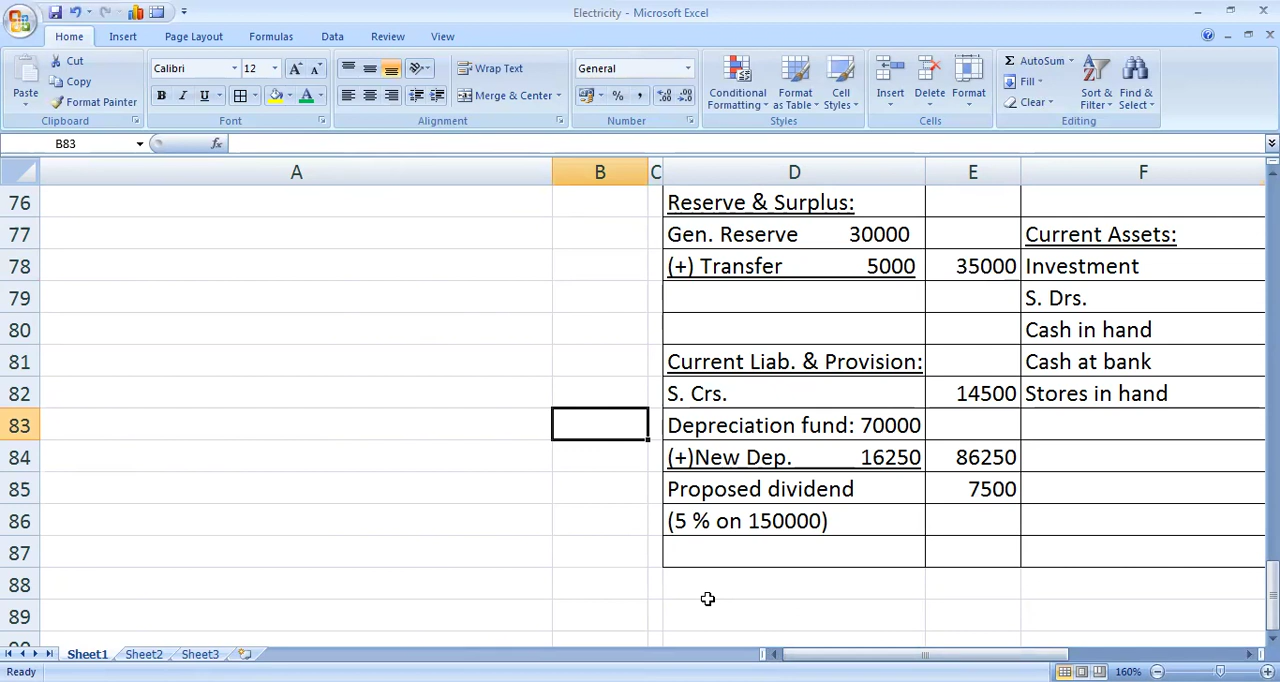 Electricity - Microsoft Excel
Home Insert Page Layout Formulas Data Review View
Paste Cut Copy Format Painter
Clipboard
Calibri 12 A A
B I U A
Font
Wrap Text
Merge & Center
Alignment
General
% , .0 .00 .00 .0
Number
Conditional Formatting Format as Table Cell Styles
Styles
Insert Delete Format
Cells
Σ AutoSum Fill Clear Sort & Filter Find & Select
Editing
B83 fx
A B C D E F
76 Reserve & Surplus:
77 Gen. Reserve 30000 Current Assets:
78 (+) Transfer 5000 35000 Investment
79 S. Drs.
80 Cash in hand
81 Current Liab. & Provision: Cash at bank
82 S. Crs. 14500 Stores in hand
83 Depreciation fund: 70000
84 (+)New Dep. 16250 86250
85 Proposed dividend 7500
86 (5 % on 150000)
87
88
89
90
Sheet1 Sheet2 Sheet3
Ready 160%